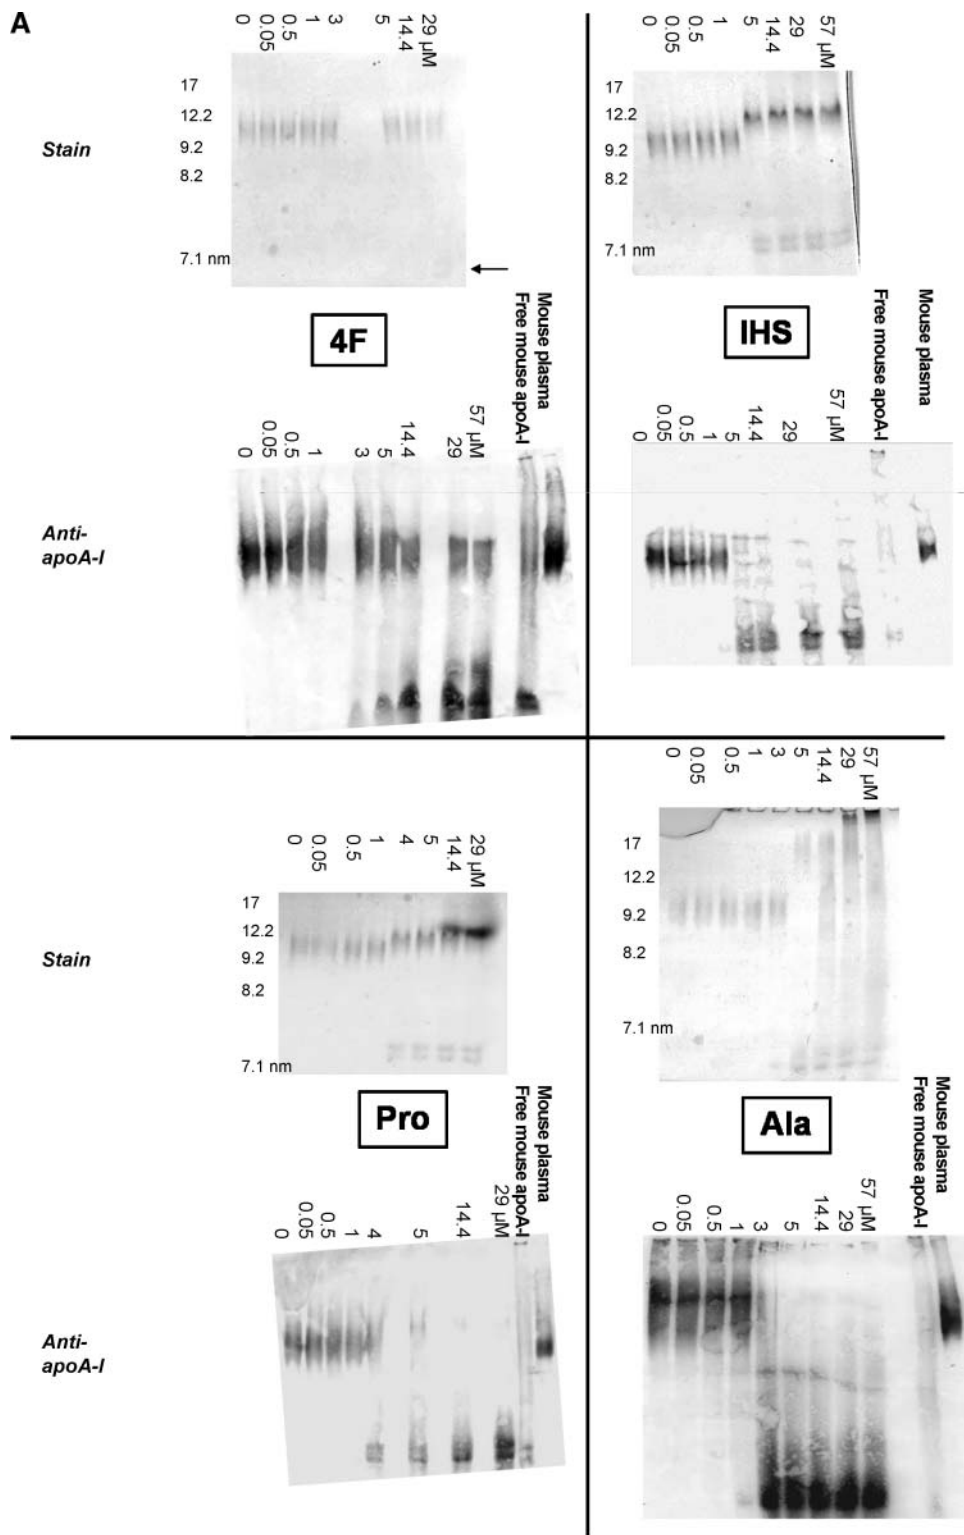 A
0 0.05 0.5 1 3 5 14.4 29 µM
17
12.2
9.2
8.2
7.1 nm
Stain
0 0.05 0.5 1 5 14.4 29 57 µM
17
12.2
9.2
8.2
7.1 nm
4F
IHS
Anti-
apoA-I
0 0.05 0.5 1 3 5 14.4 29 57 µM
Free mouse apoA-I
Mouse plasma
0 0.05 0.5 1 5 14.4 29 57 µM
Free mouse apoA-I
Mouse plasma
Stain
0 0.05 0.5 1 4 5 14.4 29 µM
17
12.2
9.2
8.2
7.1 nm
0 0.05 0.5 1 3 5 14.4 29 57 µM
17
12.2
9.2
8.2
7.1 nm
Pro
Ala
Anti-
apoA-I
0 0.05 0.5 1 4 5 14.4 29 µM
Free mouse apoA-I
Mouse plasma
0 0.05 0.5 1 3 5 14.4 29 57 µM
Free mouse apoA-I
Mouse plasma